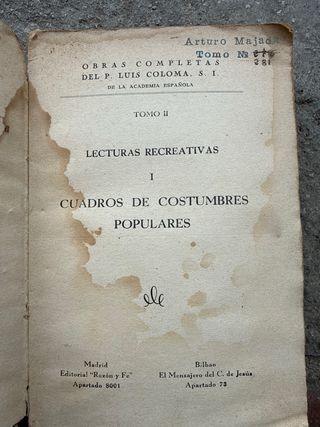 Arturo Majada
Tomo №
281
OBRAS COMPLETAS
DEL P. LUIS COLOMA, S. I.
DE LA ACADEMIA ESPAÑOLA
TOMO II
LECTURAS RECREATIVAS
I
CUADROS DE COSTUMBRES
POPULARES
Madrid
Editorial "Razón y Fe"
Apartado 8001
Bilbao
El Mensajero del C. de Jesús
Apartado 73